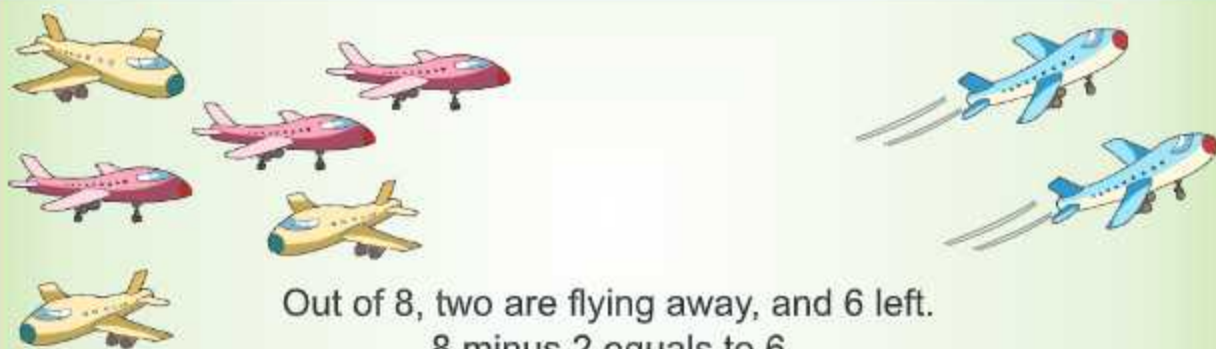 Out of 8, two are flying away, and 6 left.
8 minus 2 equals to 6